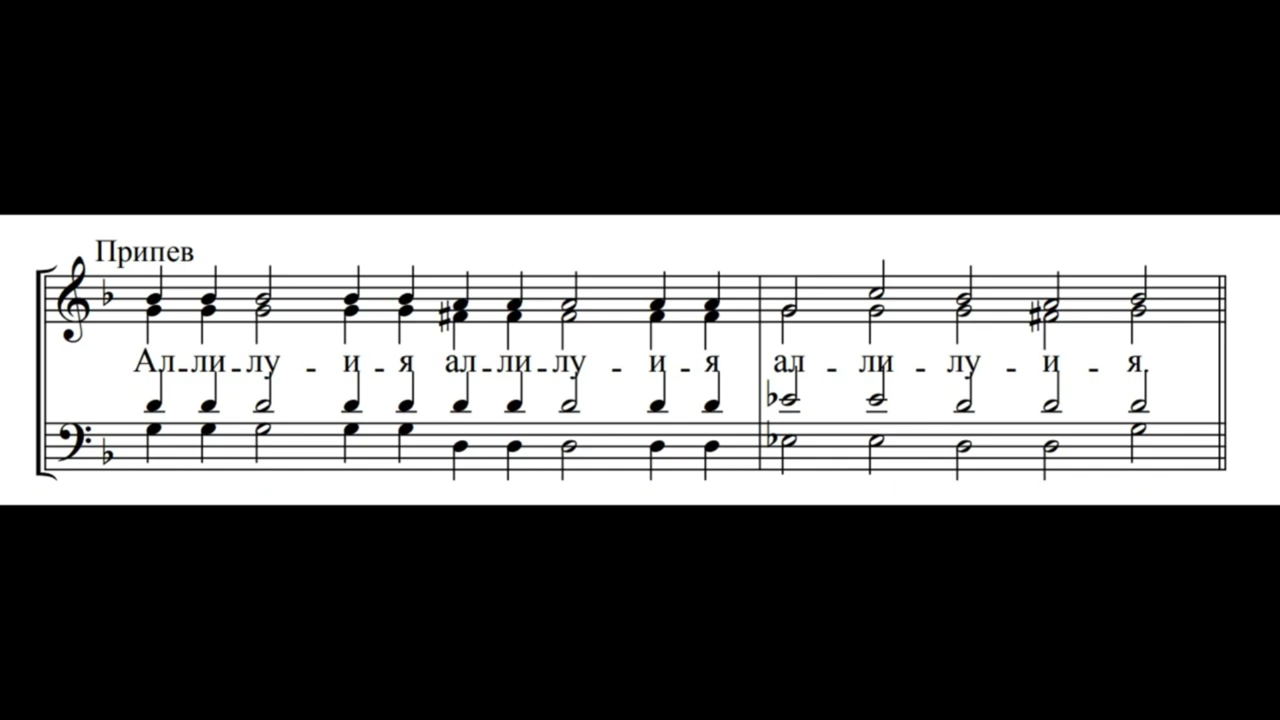 Припев
Ал - ли - лу - и - я ал - ли - лу - и - я ал - ли - лу - и - я.